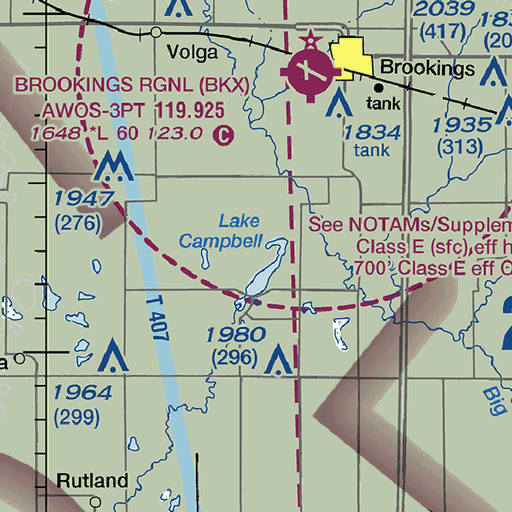 2039
(417)
Volga
Brookings
BROOKINGS RGNL (BKX)
AWOS-3PT 119.925
1648 *L 60 123.0 C
tank
1834
tank
1935
(313)
1947
(276)
Lake
Campbell
See NOTAMs/Supplem
Class E (sfc) eff h
700' Class E eff O
T 407
1980
(296)
1964
(299)
Big
Rutland